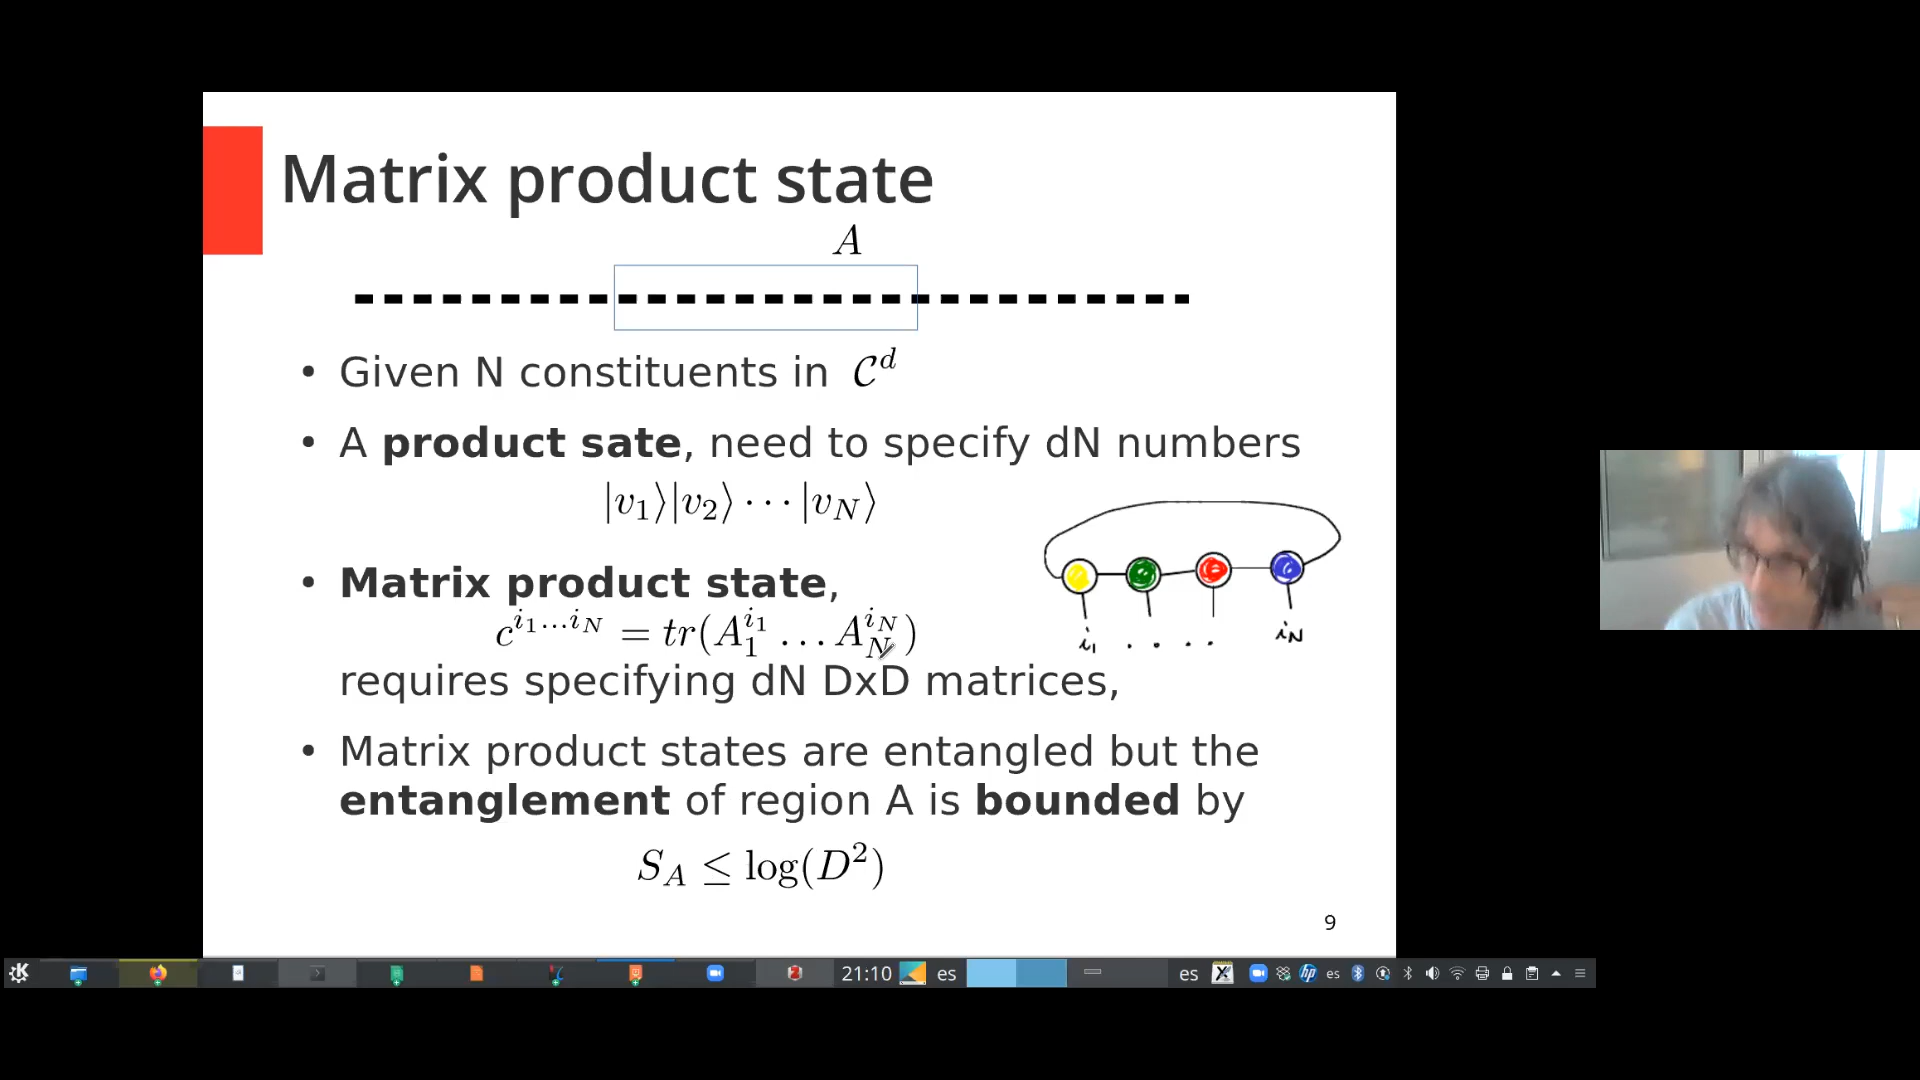 Matrix product state
A
• Given N constituents in 𝒞^d
• A product sate, need to specify dN numbers
|v_1⟩|v_2⟩ ⋯ |v_N⟩
• Matrix product state,
c^{i_1...i_N} = tr(A_1^{i_1} ... A_N^{i_N})
i_1 . . . . i_N
requires specifying dN DxD matrices,
• Matrix product states are entangled but the
entanglement of region A is bounded by
S_A ≤ log(D^2)
9
21:10 es es hp es